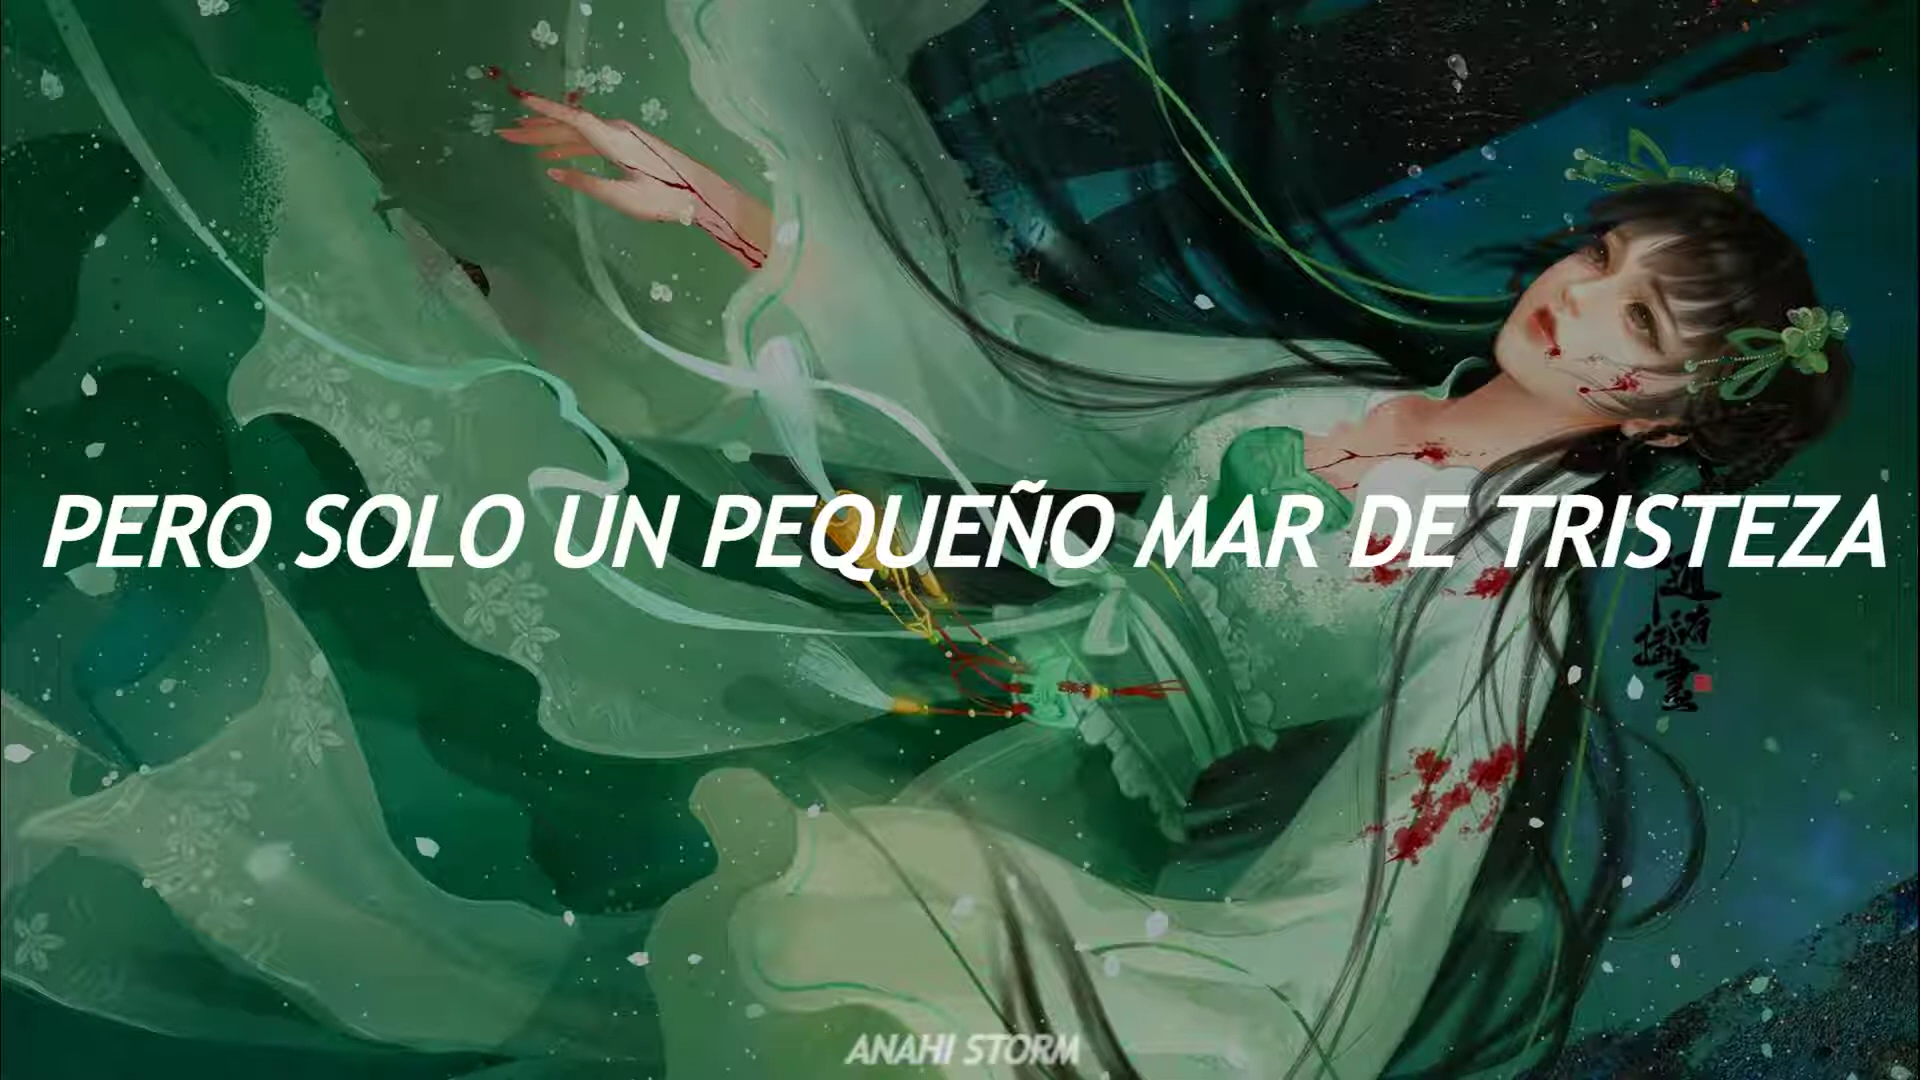 PERO SOLO UN PEQUEÑO MAR DE TRISTEZA
ANAHI STORM